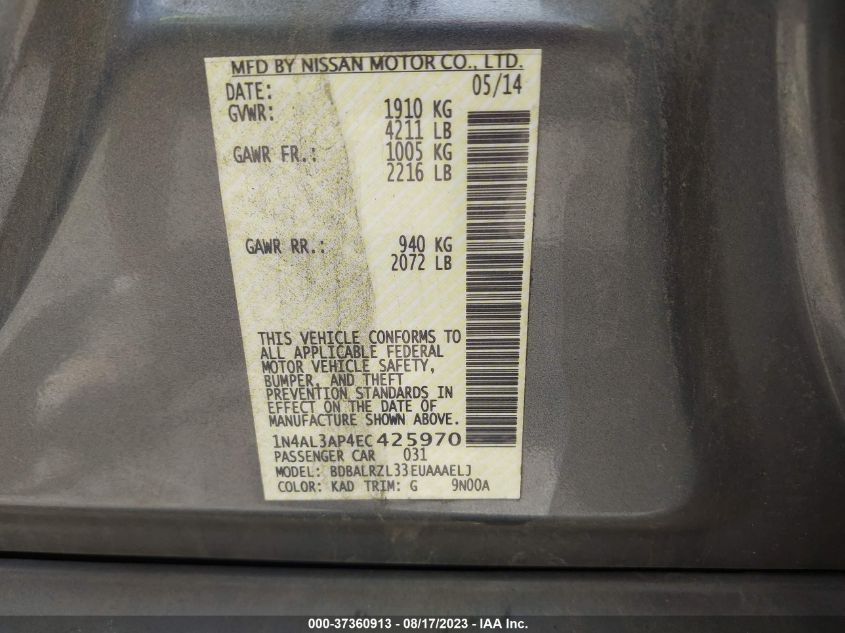 MFD BY NISSAN MOTOR CO., LTD.
DATE: 05/14
GVWR: 1910 KG
4211 LB
GAWR FR.: 1005 KG
2216 LB
GAWR RR.: 940 KG
2072 LB
THIS VEHICLE CONFORMS TO
ALL APPLICABLE FEDERAL
MOTOR VEHICLE SAFETY,
BUMPER, AND THEFT
PREVENTION STANDARDS IN
EFFECT ON THE DATE OF
MANUFACTURE SHOWN ABOVE.
1N4AL3AP4EC425970
PASSENGER CAR 031
MODEL: BDBALRZL33EUAAAELJ
COLOR: KAD TRIM: G 9N00A
000-37360913 - 08/17/2023 - IAA Inc.